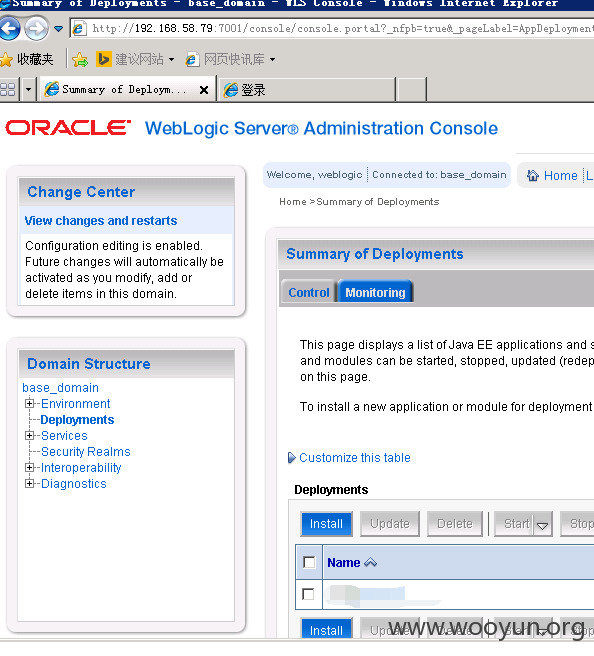 Summary of Deployments - base_domain - WLS Console - Windows Internet Explorer
http://192.168.58.79:7001/console/console.portal?_nfpb=true&_pageLabel=AppDeployment
收藏夹 建议网站 网页快讯库
Summary of Deploym... 登录
ORACLE WebLogic Server® Administration Console
Change Center
View changes and restarts
Configuration editing is enabled.
Future changes will automatically be
activated as you modify, add or
delete items in this domain.
Domain Structure
base_domain
Environment
Deployments
Services
Security Realms
Interoperability
Diagnostics
Welcome, weblogic Connected to: base_domain
Home L
Home >Summary of Deployments
Summary of Deployments
Control Monitoring
This page displays a list of Java EE applications and s
and modules can be started, stopped, updated (redep
on this page.
To install a new application or module for deployment
Customize this table
Deployments
Install Update Delete Start Stop
Name
Install Update Delete Start Stop
www.wooyun.org